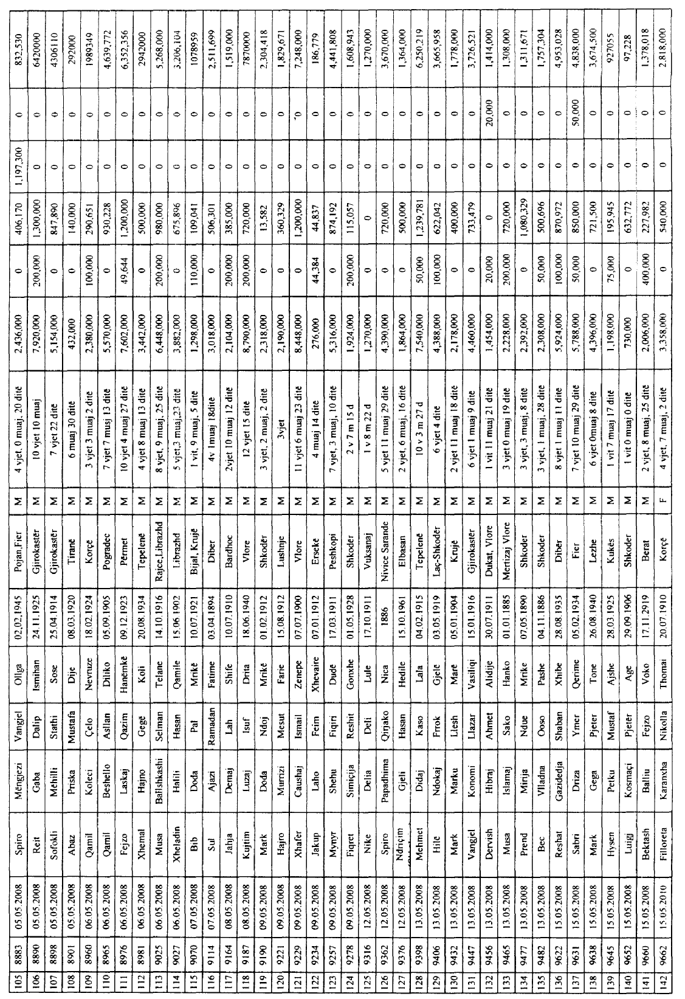 105 8883 05.05.2008 Spiro Mëngjezi Vangjel Ollga 02.02.1945 Pojan,Fier M 4 vjet, 0 muaj, 20 ditë 2,436,000 0 406,170 1,197,300 0 832,530
106 8890 05.05.2008 Reit Gaba Dalip Ismihan 24.11.1925 Gjirokastër M 10 vjet 10 muaj 7,920,000 200,000 1,300,000 0 0 6420000
107 8898 05.05.2008 Sofokli Mëhilli Stathi Sose 25.04.1914 Gjirokastër M 7 vjet 22 ditë 5,154,000 0 847,890 0 0 4306110
108 8901 05.05.2008 Abaz Priska Mustafa Dije 08.03.1920 Tiranë M 6 muaj 30 ditë 432,000 0 140,000 0 0 292000
109 8960 06.05.2008 Qamil Koleci Çelo Nevruze 18.02.1924 Korçë M 3 vjet 3 muaj 2 ditë 2,380,000 100,000 290,651 0 0 1989349
110 8965 06.05.2008 Qamil Beshello Asllan Diliko 05.09.1905 Pogradec M 7 vjet 7 musj 13 ditë 5,570,000 0 930,228 0 0 4,639,772
111 8976 06.05.2008 Fejzo Laskaj Qazim Hanëmkë 09.12.1923 Përmet M 10 vjet 4 muaj 27 ditë 7,602,000 49,644 1,200,000 0 0 6,352,356
112 8981 06.05.2008 Xhemal Hajno Gegë Koli 20.08.1934 Tepelenë M 4 vjet 8 muaj 13 ditë 3,442,000 0 500,000 0 0 2942000
113 9025 06.05.2008 Musa Ballshkashi Selman Telane 14.10.1916 Rajce,Librazhd M 8 vjet, 9 muaj, 25 ditë 6,448,000 200,000 980,000 0 0 5,268,000
114 9027 06.05.2008 Xheladin Halili Hasan Qamile 15.06.1902 Librazhd M 5 vjet,3 muaj,23 ditë 3,882,000 0 675,896 0 0 3,206,104
115 9070 07.05.2008 Bib Doda Pal Mrikë 10.07.1921 Bijal, Krujë M 1 vit, 9 muaj, 5 ditë 1,298,000 110,000 109,041 0 0 1078959
116 9114 07.05.2008 Sul Ajazi Ramadan Fatime 03.04.1894 Diber M 4v 1muaj 18ditë 3,018,000 0 506,301 0 0 2,511,699
117 9164 08.05.2008 Jahja Demaj Lah Shife 10.07.1910 Bardhoc M 2vjet 10 muaj 12 ditë 2,104,000 200,000 385,000 0 0 1,519,000
118 9187 08.05.2008 Kujtim Luzaj Isuf Drita 18.06.1940 Vlore M 12 vjet 15 ditë 8,790,000 200,000 720,000 0 0 7870000
119 9190 09.05.2008 Mark Doda Ndoj Mrikë 01.02.1912 Shkodër M 3 vjet, 2 muaj, 2 ditë 2,318,000 0 13,582 0 0 2,304,418
120 9221 09.05.2008 Hajro Murrizi Mesut Farie 15.08.1912 Lushnje M 3vjet 2,190,000 0 360,329 0 0 1,829,671
121 9229 09.05.2008 Xhafer Caushaj Ismail Zenepe 07.07.1900 Vlore M 11 vjet 6 muaj 23 ditë 8,448,000 0 1,200,000 0 0 7,248,000
122 9234 09.05.2008 Jakup Laho Feim Xhevaire 07.01.1912 Ersekë M 4 muaj 14 ditë 276,000 44,384 44,837 0 0 186,779
123 9257 09.05.2008 Mynyr Shehu Fiqiri Dudë 17.03.1911 Peshkopi M 7 vjet, 3 muaj, 10 ditë 5,316,000 0 874,192 0 0 4,441,808
124 9278 09.05.2008 Fiqret Simiçija Reshit Gonxhe 01.05.1928 Shkodër M 2 v 7 m 15 d 1,924,000 200,000 115,057 0 0 1,608,943
125 9316 12.05.2008 Nike Delia Deli Lule 17.10.1911 Vuksanaj M 1 v 8 m 22 d 1,270,000 0 0 0 0 1,270,000
126 9362 12.05.2008 Spiro Papadhima Qirjako Nica 1886 Nivice Sarande M 5 vjet 11 muaj 29 ditë 4,390,000 0 720,000 0 0 3,670,000
127 9376 12.05.2008 Ndriçim Gjeli Hasan Hedile 15.10.1961 Elbasan M 2 vjet, 6 muaj, 16 ditë 1,864,000 0 500,000 0 0 1,364,000
128 9398 13.05.2008 Mehmet Didaj Kaso Lala 04.02.1915 Tepelenë M 10 v 3 m 27 d 7,540,000 50,000 1,239,781 0 0 6,250,219
129 9406 13.05.2008 Hilë Ndokaj Frrok Gjelë 03.05.1919 Laç-Shkodër M 6 vjet 4 ditë 4,388,000 100,000 622,042 0 0 3,665,958
130 9432 13.05.2008 Mark Marku Llesh Marë 05.01.1904 Krujë M 2 vjet 11 muaj 18 ditë 2,178,000 0 400,000 0 0 1,778,000
131 9447 13.05.2008 Vangjel Konomi Llazar Vasiliqi 15.01.1916 Gjirokastër M 6 vjet 1 muaj 9 ditë 4,460,000 0 733,479 0 0 3,726,521
132 9456 13.05.2008 Dervish Hibraj Ahmet Alidije 30.07.1911 Dukat, Vlore M 1 vit 11 muaj 21 ditë 1,454,000 20,000 0 0 20,000 1,414,000
133 9465 13.05.2008 Musa Islamaj Sako Hanko 01.01.1885 Mertizaj Vlore M 3 vjet 0 muaj 19 ditë 2,228,000 200,000 720,000 0 0 1,308,000
134 9477 13.05.2008 Prend Mirija Ndue Mrike 07.05.1890 Shkoder M 3 vjet, 3 muaj, 8 ditë 2,392,000 0 1,080,329 0 0 1,311,671
135 9482 13.05.2008 Bec Vlladna Ooso Pashe 04.11.1886 Shkoder M 3 vjet, 1 muaj, 28 ditë 2,308,000 50,000 500,696 0 0 1,757,304
136 9622 15.05.2008 Reshat Gazidedja Shaban Xhibe 28.08.1935 Dibër M 8 vjet 1 muaj 11 ditë 5,924,000 100,000 870,972 0 0 4,953,028
137 9631 15.05.2008 Sabri Driza Ymer Qerime 05.02.1934 Fier M 7 vjet 10 muaj 29 ditë 5,788,000 50,000 850,000 0 50,000 4,838,000
138 9638 15.05.2008 Mark Gega Pjeter Tone 26.08.1940 Lezhe M 6 vjet 0muaj 8 ditë 4,396,000 0 721,500 0 0 3,674,500
139 9645 15.05.2008 Hysen Petku Mustaf Ajshe 28.03.1925 Kukës M 1 vit 7 muaj 17 ditë 1,198,000 75,000 195,945 0 0 927055
140 9652 15.05.2008 Luigj Kosmaçi Pjetër Age 29.09.1906 Shkoder M 1 vit 0 muaj 0 ditë 730,000 0 632,772 0 0 97,228
141 9660 15.05.2008 Bektash Balliu Fejzo Voko 17.11.2919 Berat M 2 vjet, 8 muaj, 25 ditë 2,006,000 400,000 227,982 0 0 1,378,018
142 9662 15.05.2010 Filloreta Karanxha Nikolla Thomai 20.07.1910 Korçë F 4 vjet, 7 muaj, 2 ditë 3,358,000 0 540,000 0 0 2,818,000